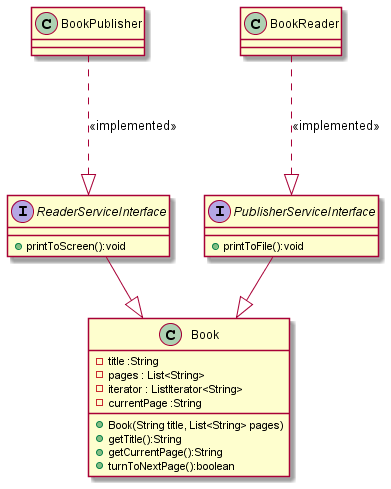 C BookPublisher
C BookReader
«implemented»
«implemented»
I ReaderServiceInterface
printToScreen():void
I PublisherServiceInterface
printToFile():void
C Book
title :String
pages : List<String>
iterator : ListIterator<String>
currentPage :String
Book(String title, List<String> pages)
getTitle():String
getCurrentPage():String
turnToNextPage():boolean